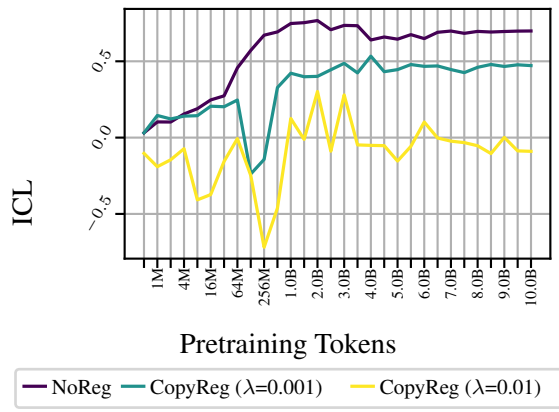 0.5
0.0
−0.5
ICL
1M
4M
16M
64M
256M
1.0B
2.0B
3.0B
4.0B
5.0B
6.0B
7.0B
8.0B
9.0B
10.0B
Pretraining Tokens
NoReg CopyReg (λ=0.001) CopyReg (λ=0.01)